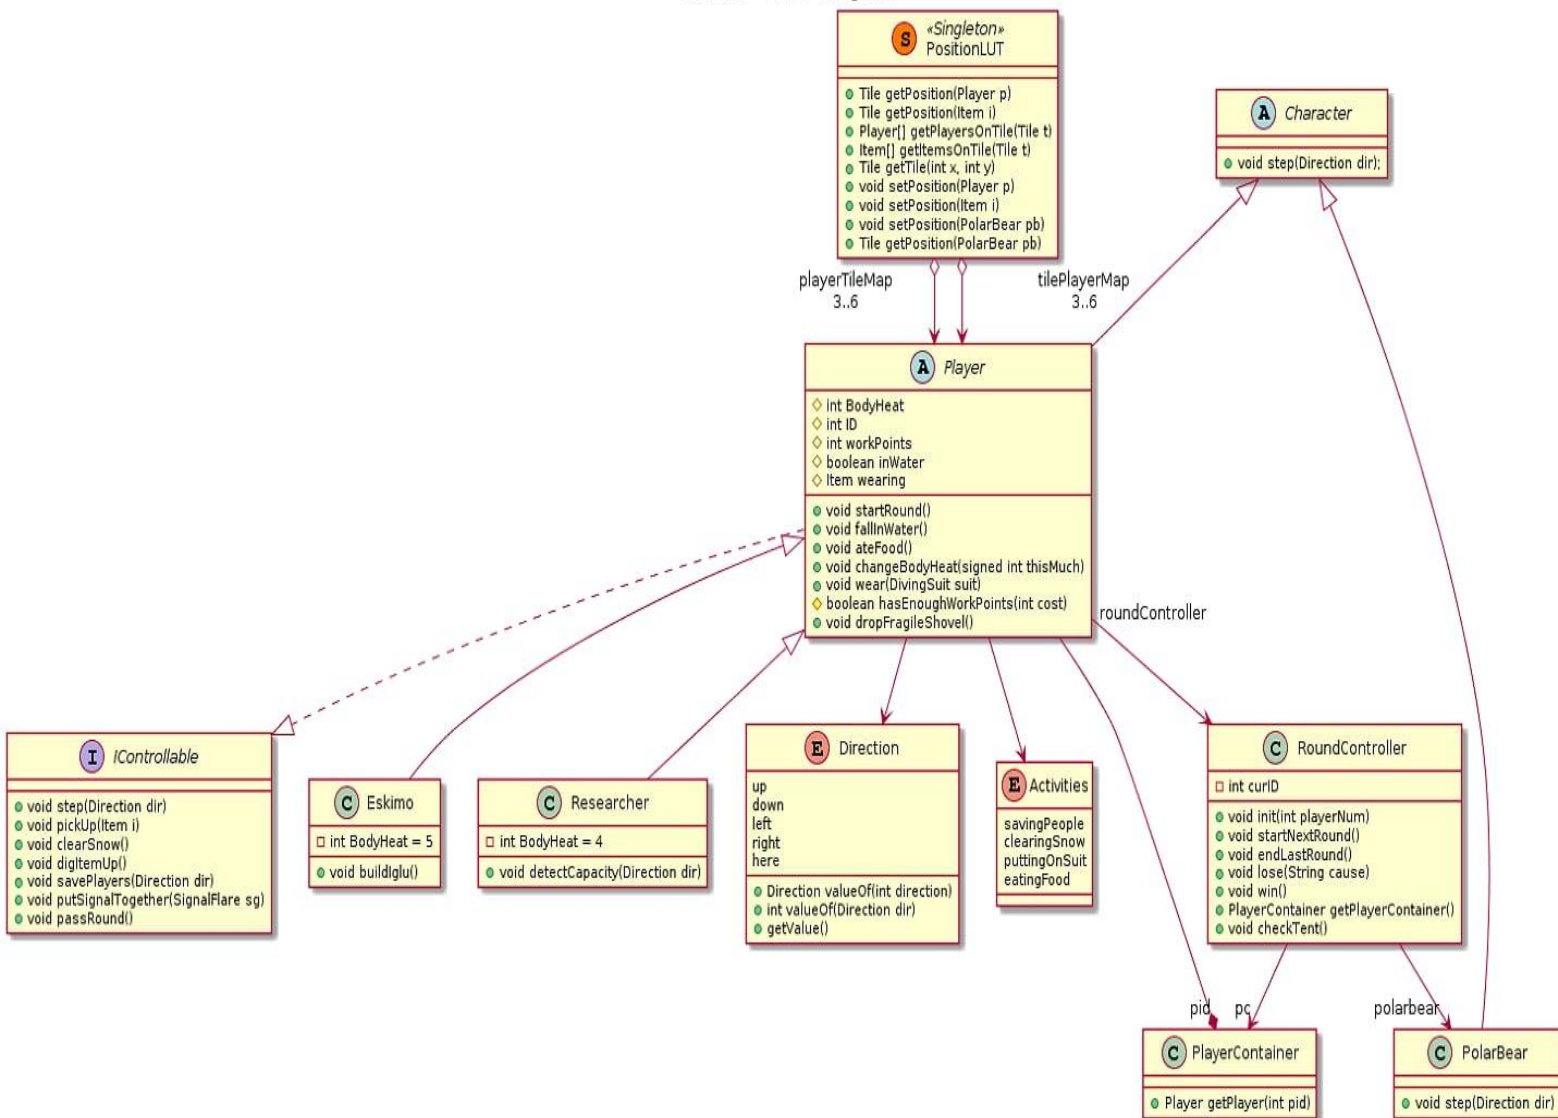 S
«Singleton»
PositionLUT
Tile getPosition(Player p)
Tile getPosition(Item i)
Player[] getPlayersOnTile(Tile t)
Item[] getItemsOnTile(Tile t)
Tile getTile(int x, int y)
void setPosition(Player p)
void setPosition(Item i)
void setPosition(PolarBear pb)
Tile getPosition(PolarBear pb)
A Character
void step(Direction dir);
playerTileMap
3..6
tilePlayerMap
3..6
A Player
int BodyHeat
int ID
int workPoints
boolean inWater
Item wearing
void startRound()
void fallInWater()
void ateFood()
void changeBodyHeat(signed int thisMuch)
void wear(DivingSuit suit)
boolean hasEnoughWorkPoints(int cost)
void dropFragileShovel()
roundController
I IControllable
void step(Direction dir)
void pickUp(Item i)
void clearSnow()
void digItemUp()
void savePlayers(Direction dir)
void putSignalTogether(SignalFlare sg)
void passRound()
C Eskimo
int BodyHeat = 5
void buildIglu()
C Researcher
int BodyHeat = 4
void detectCapacity(Direction dir)
E Direction
up
down
left
right
here
Direction valueOf(int direction)
int valueOf(Direction dir)
getValue()
E Activities
savingPeople
clearingSnow
puttingOnSuit
eatingFood
C RoundController
int curID
void init(int playerNum)
void startNextRound()
void endLastRound()
void lose(String cause)
void win()
PlayerContainer getPlayerContainer()
void checkTent()
pid
pc
polarbear
C PlayerContainer
Player getPlayer(int pid)
C PolarBear
void step(Direction dir)